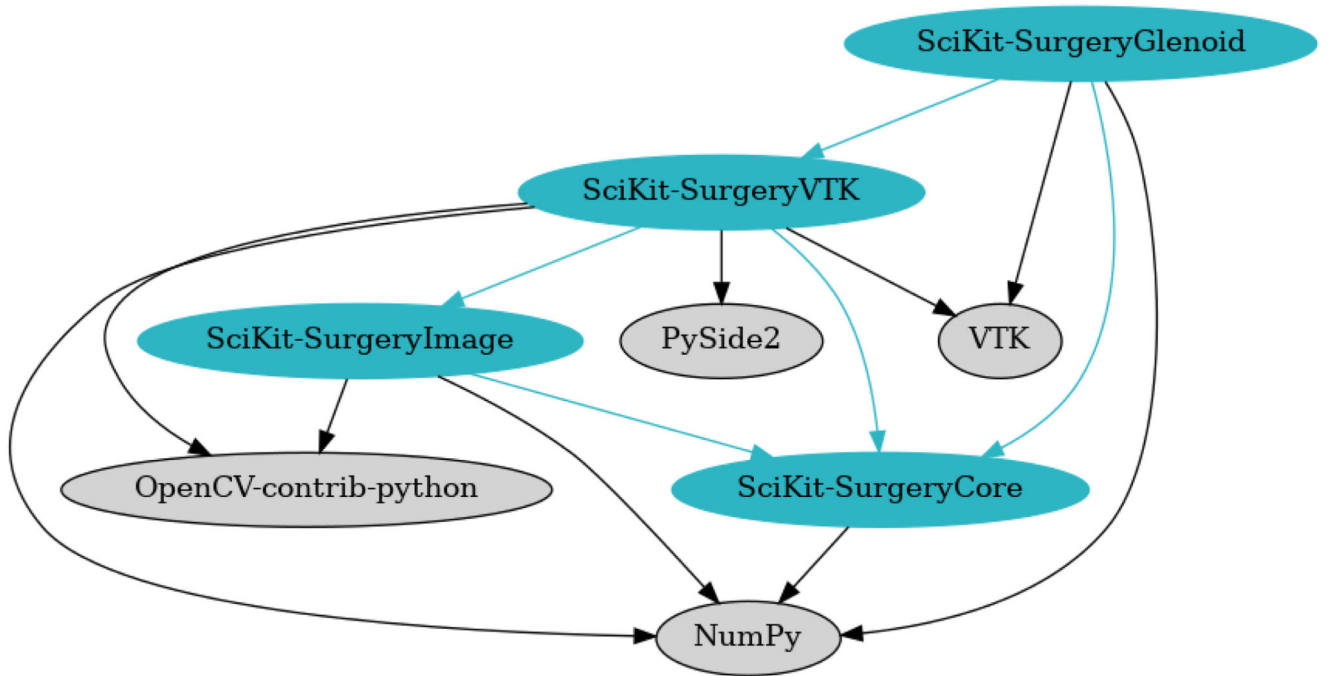 SciKit-SurgeryGlenoid
SciKit-SurgeryVTK
SciKit-SurgeryImage
PySide2
VTK
OpenCV-contrib-python
SciKit-SurgeryCore
NumPy